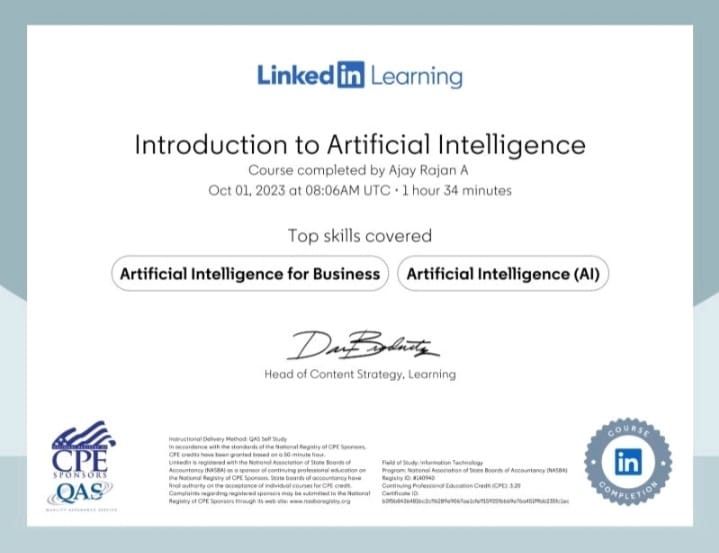 Linked in Learning
Introduction to Artificial Intelligence
Course completed by Ajay Rajan A
Oct 01, 2023 at 08:06AM UTC • 1 hour 34 minutes
Top skills covered
Artificial Intelligence for Business
Artificial Intelligence (AI)
Head of Content Strategy, Learning
CPE
SPONSORS
QAS
QUALITY ASSURANCE SERVICE
Instructional Delivery Method: QAS Self Study
In accordance with the standards of the National Registry of CPE Sponsors,
CPE credits have been granted based on a 50-minute hour.
LinkedIn is registered with the National Association of State Boards of
Accountancy (NASBA) as a sponsor of continuing professional education on
the National Registry of CPE Sponsors. State boards of accountancy have
final authority on the acceptance of individual courses for CPE credit.
Complaints regarding registered sponsors may be submitted to the National
Registry of CPE Sponsors through its web site: www.nasbaregistry.org
Field of Study: Information Technology
Program: National Association of State Boards of Accountancy (NASBA)
Registry ID: #140940
Continuing Professional Education Credit (CPE): 3.20
Certificate ID:
COURSE
in
COMPLETION